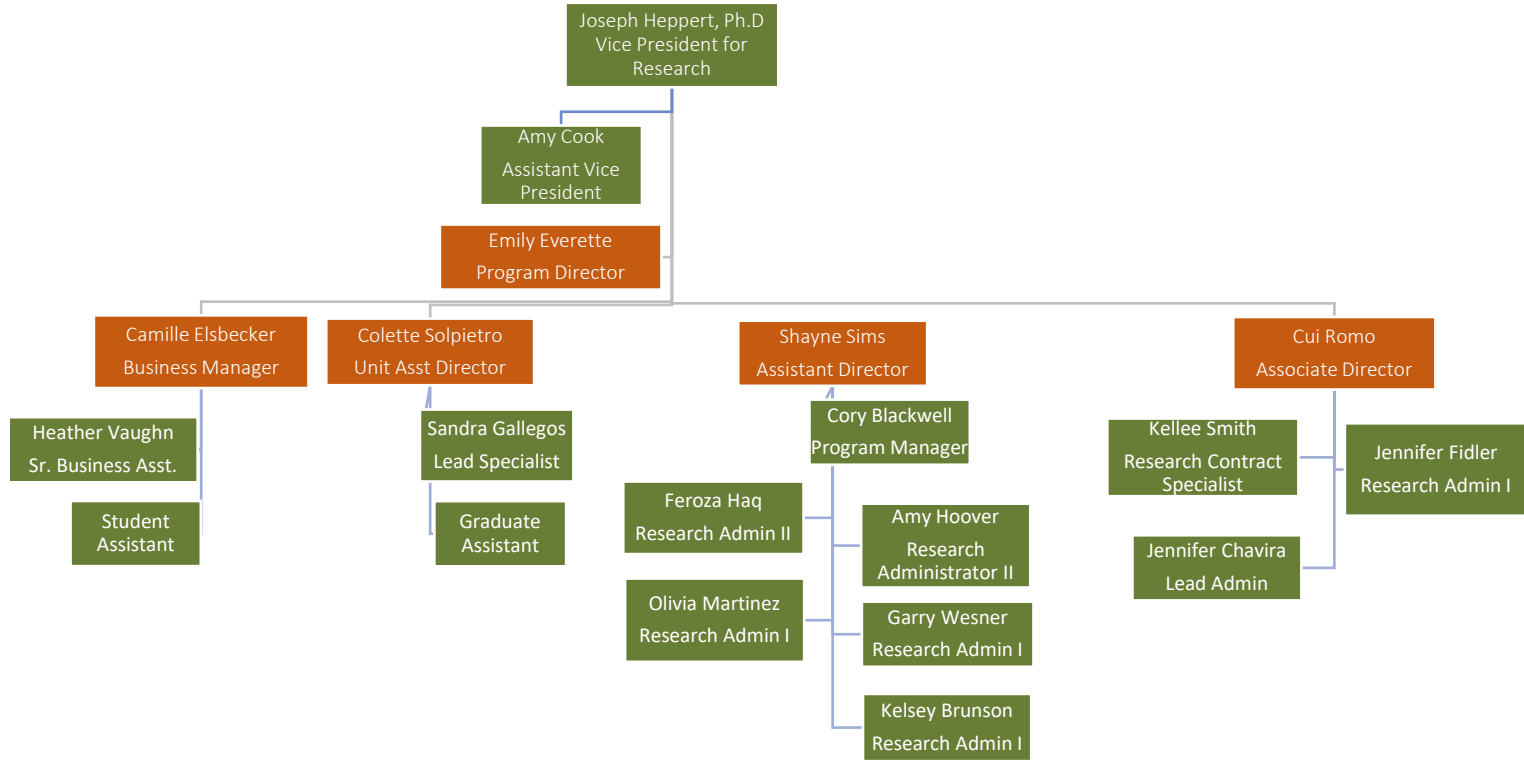 Joseph Heppert, Ph.D
Vice President for
Research
Amy Cook
Assistant Vice
President
Emily Everette
Program Director
Camille Elsbecker
Business Manager
Colette Solpietro
Unit Asst Director
Shayne Sims
Assistant Director
Cui Romo
Associate Director
Heather Vaughn
Sr. Business Asst.
Student
Assistant
Sandra Gallegos
Lead Specialist
Graduate
Assistant
Cory Blackwell
Program Manager
Feroza Haq
Research Admin II
Amy Hoover
Research
Administrator II
Olivia Martinez
Research Admin I
Garry Wesner
Research Admin I
Kelsey Brunson
Research Admin I
Kellee Smith
Research Contract
Specialist
Jennifer Fidler
Research Admin I
Jennifer Chavira
Lead Admin